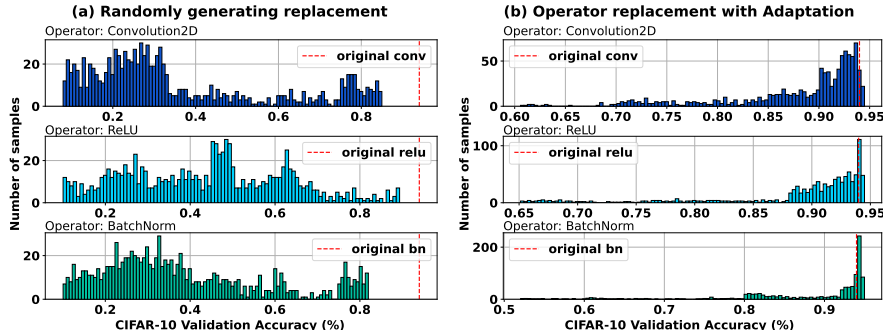 (a) Randomly generating replacement
Operator: Convolution2D
original conv
20
0
0.2
0.4
0.6
0.8
Operator: ReLU
original relu
20
0
0.2
0.4
0.6
0.8
Operator: BatchNorm
original bn
20
0
0.2
0.4
0.6
0.8
Number of samples
CIFAR-10 Validation Accuracy (%)
(b) Operator replacement with Adaptation
Operator: Convolution2D
original conv
50
0
0.60
0.65
0.70
0.75
0.80
0.85
0.90
0.95
Operator: ReLU
original relu
100
0
0.65
0.70
0.75
0.80
0.85
0.90
0.95
Operator: BatchNorm
original bn
200
0
0.5
0.6
0.7
0.8
0.9
Number of samples
CIFAR-10 Validation Accuracy (%)